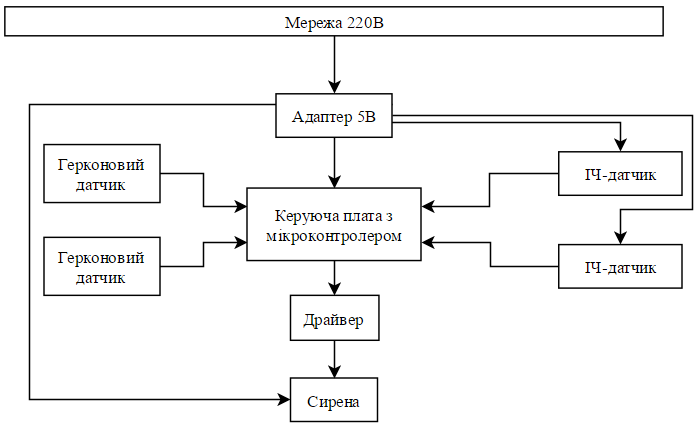 Мережа 220В
Адаптер 5В
Герконовий
датчик
ІЧ-датчик
Керуюча плата з
мікроконтролером
Герконовий
датчик
ІЧ-датчик
Драйвер
Сирена